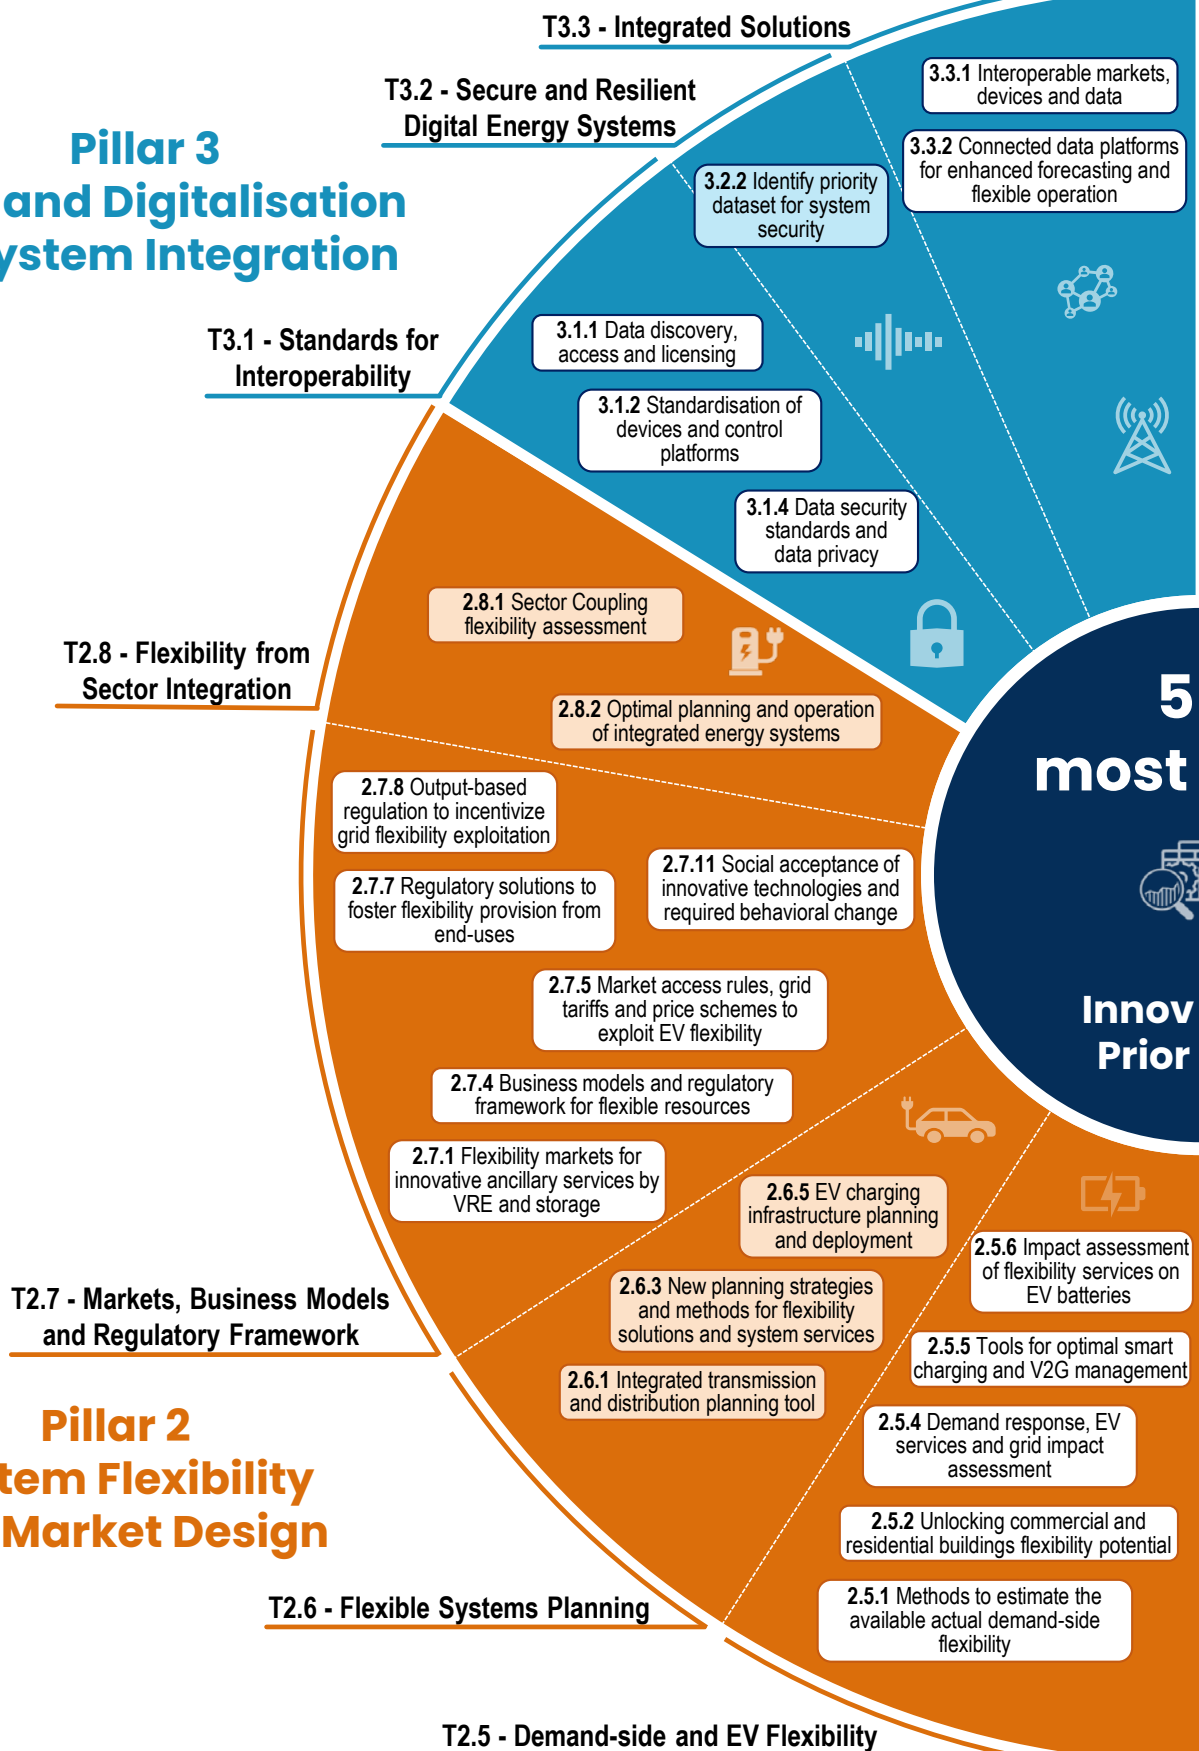 T3.3 - Integrated Solutions
T3.2 - Secure and Resilient
Digital Energy Systems
Pillar 3
and Digitalisation
ystem Integration
T3.1 - Standards for
Interoperability
3.3.1 Interoperable markets,
devices and data
3.3.2 Connected data platforms
for enhanced forecasting and
flexible operation
3.2.2 Identify priority
dataset for system
security
3.1.1 Data discovery,
access and licensing
3.1.2 Standardisation of
devices and control
platforms
3.1.4 Data security
standards and
data privacy
T2.8 - Flexibility from
Sector Integration
2.8.1 Sector Coupling
flexibility assessment
2.8.2 Optimal planning and operation
of integrated energy systems
5
most
Innov
Prior
2.7.8 Output-based
regulation to incentivize
grid flexibility exploitation
2.7.11 Social acceptance of
innovative technologies and
required behavioral change
2.7.7 Regulatory solutions to
foster flexibility provision from
end-uses
2.7.5 Market access rules, grid
tariffs and price schemes to
exploit EV flexibility
2.7.4 Business models and regulatory
framework for flexible resources
2.7.1 Flexibility markets for
innovative ancillary services by
VRE and storage
T2.7 - Markets, Business Models
and Regulatory Framework
2.6.5 EV charging
infrastructure planning
and deployment
2.6.3 New planning strategies
and methods for flexibility
solutions and system services
2.6.1 Integrated transmission
and distribution planning tool
2.5.6 Impact assessment
of flexibility services on
EV batteries
2.5.5 Tools for optimal smart
charging and V2G management
2.5.4 Demand response, EV
services and grid impact
assessment
2.5.2 Unlocking commercial and
residential buildings flexibility potential
2.5.1 Methods to estimate the
available actual demand-side
flexibility
Pillar 2
tem Flexibility
Market Design
T2.6 - Flexible Systems Planning
T2.5 - Demand-side and EV Flexibility